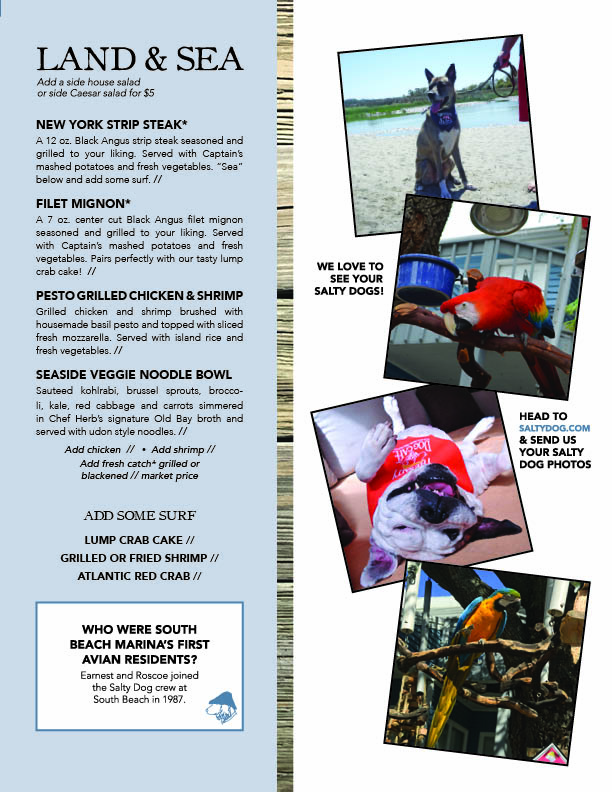 LAND & SEA
Add a side house salad
or side Caesar salad for $5
NEW YORK STRIP STEAK*
A 12 oz. Black Angus strip steak seasoned and
grilled to your liking. Served with Captain’s
mashed potatoes and fresh vegetables. “Sea”
below and add some surf. //
FILET MIGNON*
A 7 oz. center cut Black Angus filet mignon
seasoned and grilled to your liking. Served
with Captain’s mashed potatoes and fresh
vegetables. Pairs perfectly with our tasty lump
crab cake! //
PESTO GRILLED CHICKEN & SHRIMP
Grilled chicken and shrimp brushed with
housemade basil pesto and topped with sliced
fresh mozzarella. Served with island rice and
fresh vegetables. //
SEASIDE VEGGIE NOODLE BOWL
Sauteed kohlrabi, brussel sprouts, brocco-
li, kale, red cabbage and carrots simmered
in Chef Herb’s signature Old Bay broth and
served with udon style noodles. //
Add chicken // • Add shrimp //
Add fresh catch* grilled or
blackened // market price
ADD SOME SURF
LUMP CRAB CAKE //
GRILLED OR FRIED SHRIMP //
ATLANTIC RED CRAB //
WHO WERE SOUTH
BEACH MARINA’S FIRST
AVIAN RESIDENTS?
Earnest and Roscoe joined
the Salty Dog crew at
South Beach in 1987.
WE LOVE TO
SEE YOUR
SALTY DOGS!
HEAD TO
SALTYDOG.COM
& SEND US
YOUR SALTY
DOG PHOTOS